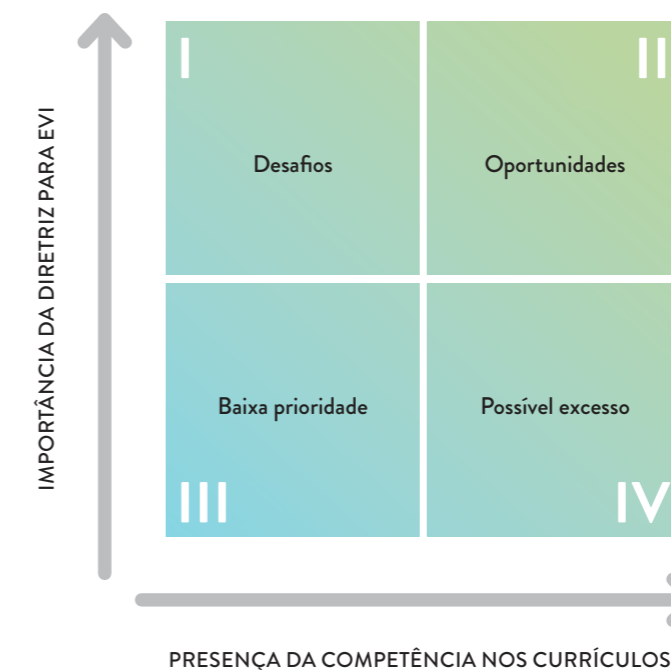 IMPORTÂNCIA DA DIRETRIZ PARA EVI
I
II
Desafios
Oportunidades
Baixa prioridade
Possível excesso
III
IV
PRESENÇA DA COMPETÊNCIA NOS CURRÍCULOS